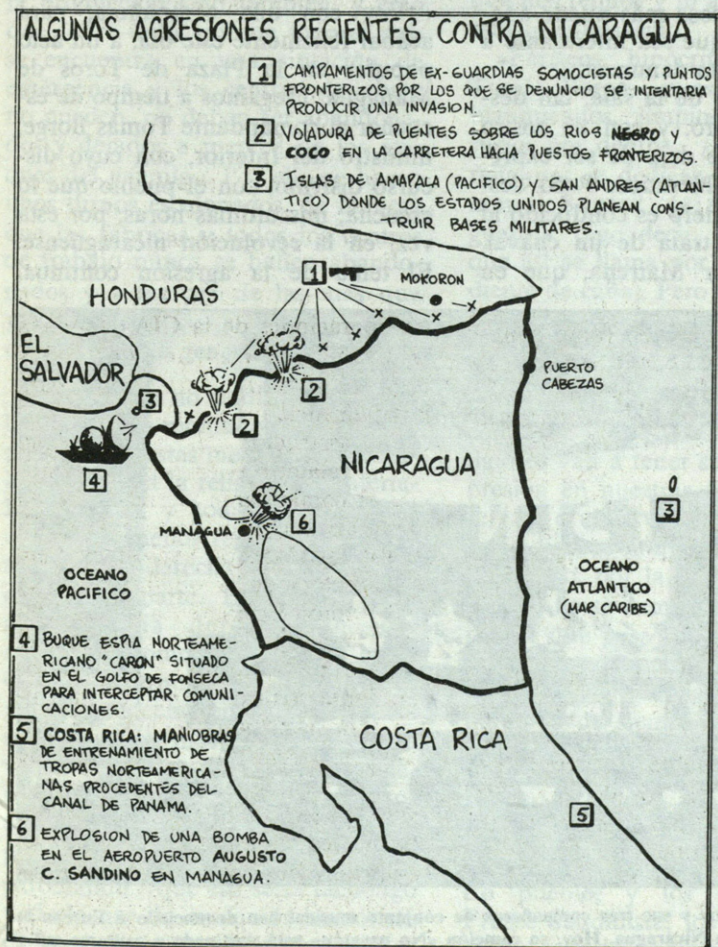 ALGUNAS AGRESIONES RECIENTES CONTRA NICARAGUA
1 CAMPAMENTOS DE EX-GUARDIAS SOMOCISTAS Y PUNTOS
FRONTERIZOS POR LOS QUE SE DENUNCIO SE INTENTARIA
PRODUCIR UNA INVASION.
2 VOLADURA DE PUENTES SOBRE LOS RIOS NEGRO Y
COCO EN LA CARRETERA HACIA PUESTOS FRONTERIZOS.
3 ISLAS DE AMAPALA (PACIFICO) Y SAN ANDRES (ATLAN-
TICO) DONDE LOS ESTADOS UNIDOS PLANEAN CONS-
TRUIR BASES MILITARES.
1
MOKORON
HONDURAS
EL
SALVADOR
PUERTO
CABEZAS
3
2
2
4
NICARAGUA
3
6
MANAGUA
OCEANO
PACIFICO
OCEANO
ATLANTICO
(MAR CARIBE)
4 BUQUE ESPIA NORTEAME-
RICANO "CARON" SITUADO
EN EL GOLFO DE FONSECA
PARA INTERCEPTAR COMUNI-
CACIONES.
5 COSTA RICA: MANIOBRAS
DE ENTRENAMIENTO DE
TROPAS NORTEAMERICA-
NAS PROCEDENTES DEL
CANAL DE PANAMA.
COSTA RICA
5
6 EXPLOSION DE UNA BOMBA
EN EL AEROPUERTO AUGUSTO
C. SANDINO EN MANAGUA.